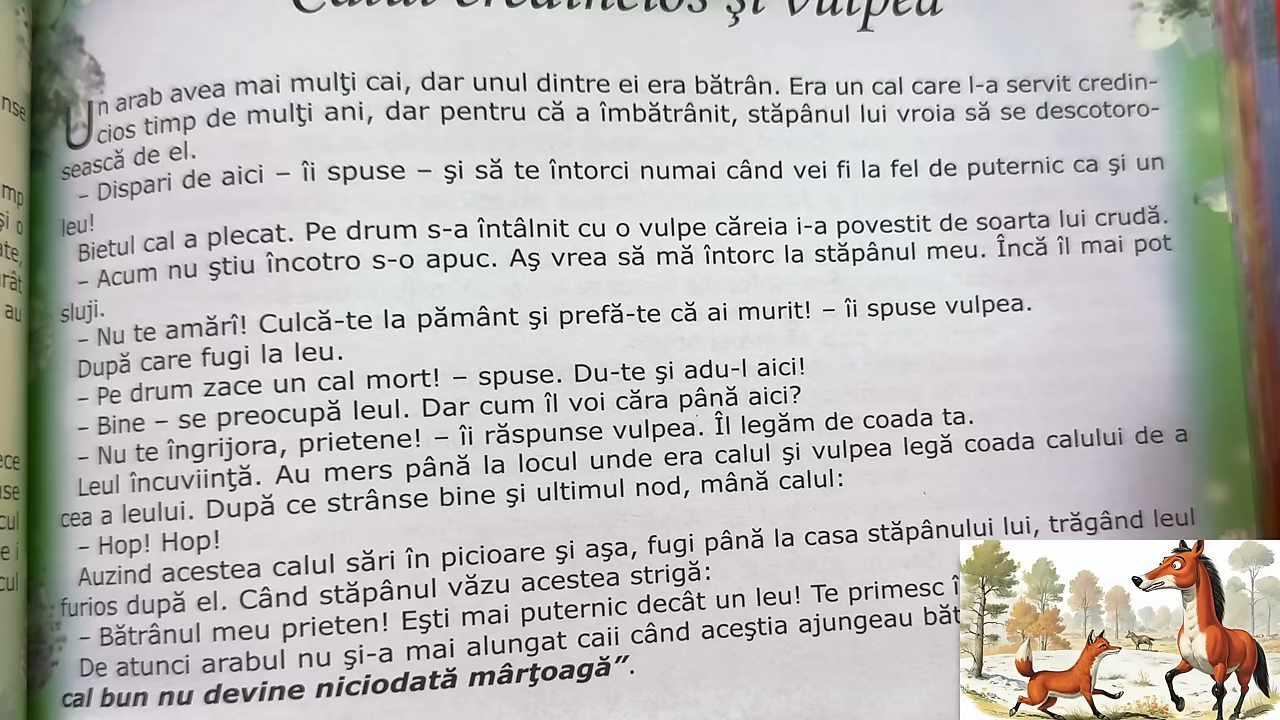 Calul credincios şi vulpea
nse
Un arab avea mai mulţi cai, dar unul dintre ei era bătrân. Era un cal care l-a servit credin-
cios timp de mulţi ani, dar pentru că a îmbătrânit, stăpânul lui vroia să se descotoro-
sească de el.
– Dispari de aici – îi spuse – şi să te întorci numai când vei fi la fel de puternic ca şi un
leu!
Bietul cal a plecat. Pe drum s-a întâlnit cu o vulpe căreia i-a povestit de soarta lui crudă.
– Acum nu ştiu încotro s-o apuc. Aş vrea să mă întorc la stăpânul meu. Încă îl mai pot
sluji.
– Nu te amărî! Culcă-te la pământ şi prefă-te că ai murit! – îi spuse vulpea.
După care fugi la leu.
– Pe drum zace un cal mort! – spuse. Du-te şi adu-l aici!
– Bine – se preocupă leul. Dar cum îl voi căra până aici?
– Nu te îngrijora, prietene! – îi răspunse vulpea. Îl legăm de coada ta.
Leul încuviinţă. Au mers până la locul unde era calul şi vulpea legă coada calului de a
cea a leului. După ce strânse bine şi ultimul nod, mână calul:
– Hop! Hop!
Auzind acestea calul sări în picioare şi aşa, fugi până la casa stăpânului lui, trăgând leul
furios după el. Când stăpânul văzu acestea strigă:
– Bătrânul meu prieten! Eşti mai puternic decât un leu! Te primesc
De atunci arabul nu şi-a mai alungat caii când aceştia ajungeau băt
cal bun nu devine niciodată mârţoagă”.